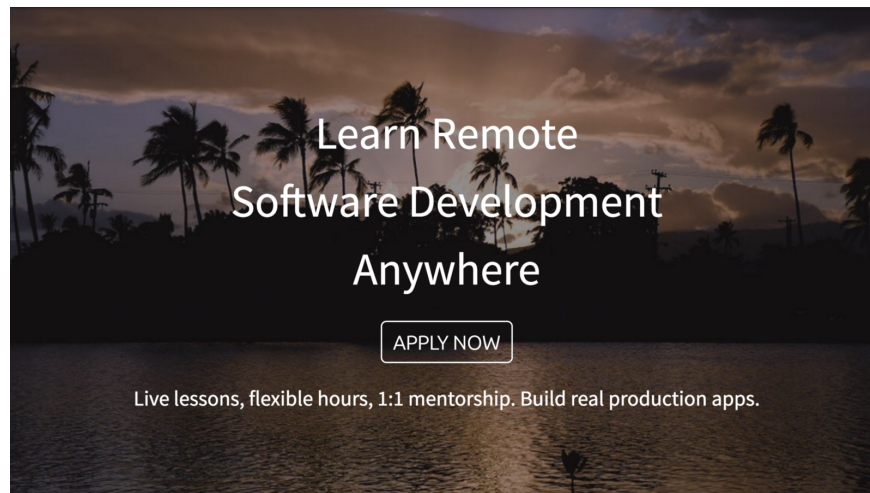 Learn Remote
Software Development
Anywhere
APPLY NOW
Live lessons, flexible hours, 1:1 mentorship. Build real production apps.